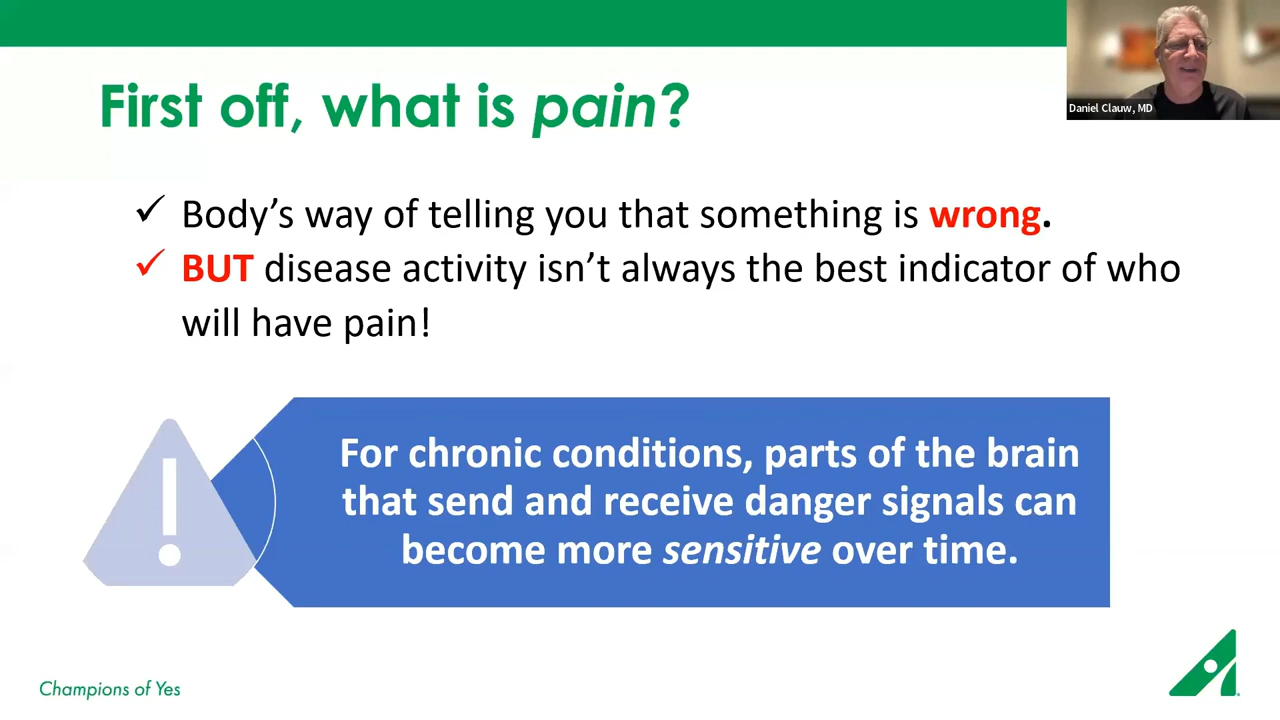 First off, what is pain?
Daniel Clauw, MD
✓ Body’s way of telling you that something is wrong.
✓ BUT disease activity isn’t always the best indicator of who
will have pain!
For chronic conditions, parts of the brain
that send and receive danger signals can
become more sensitive over time.
Champions of Yes